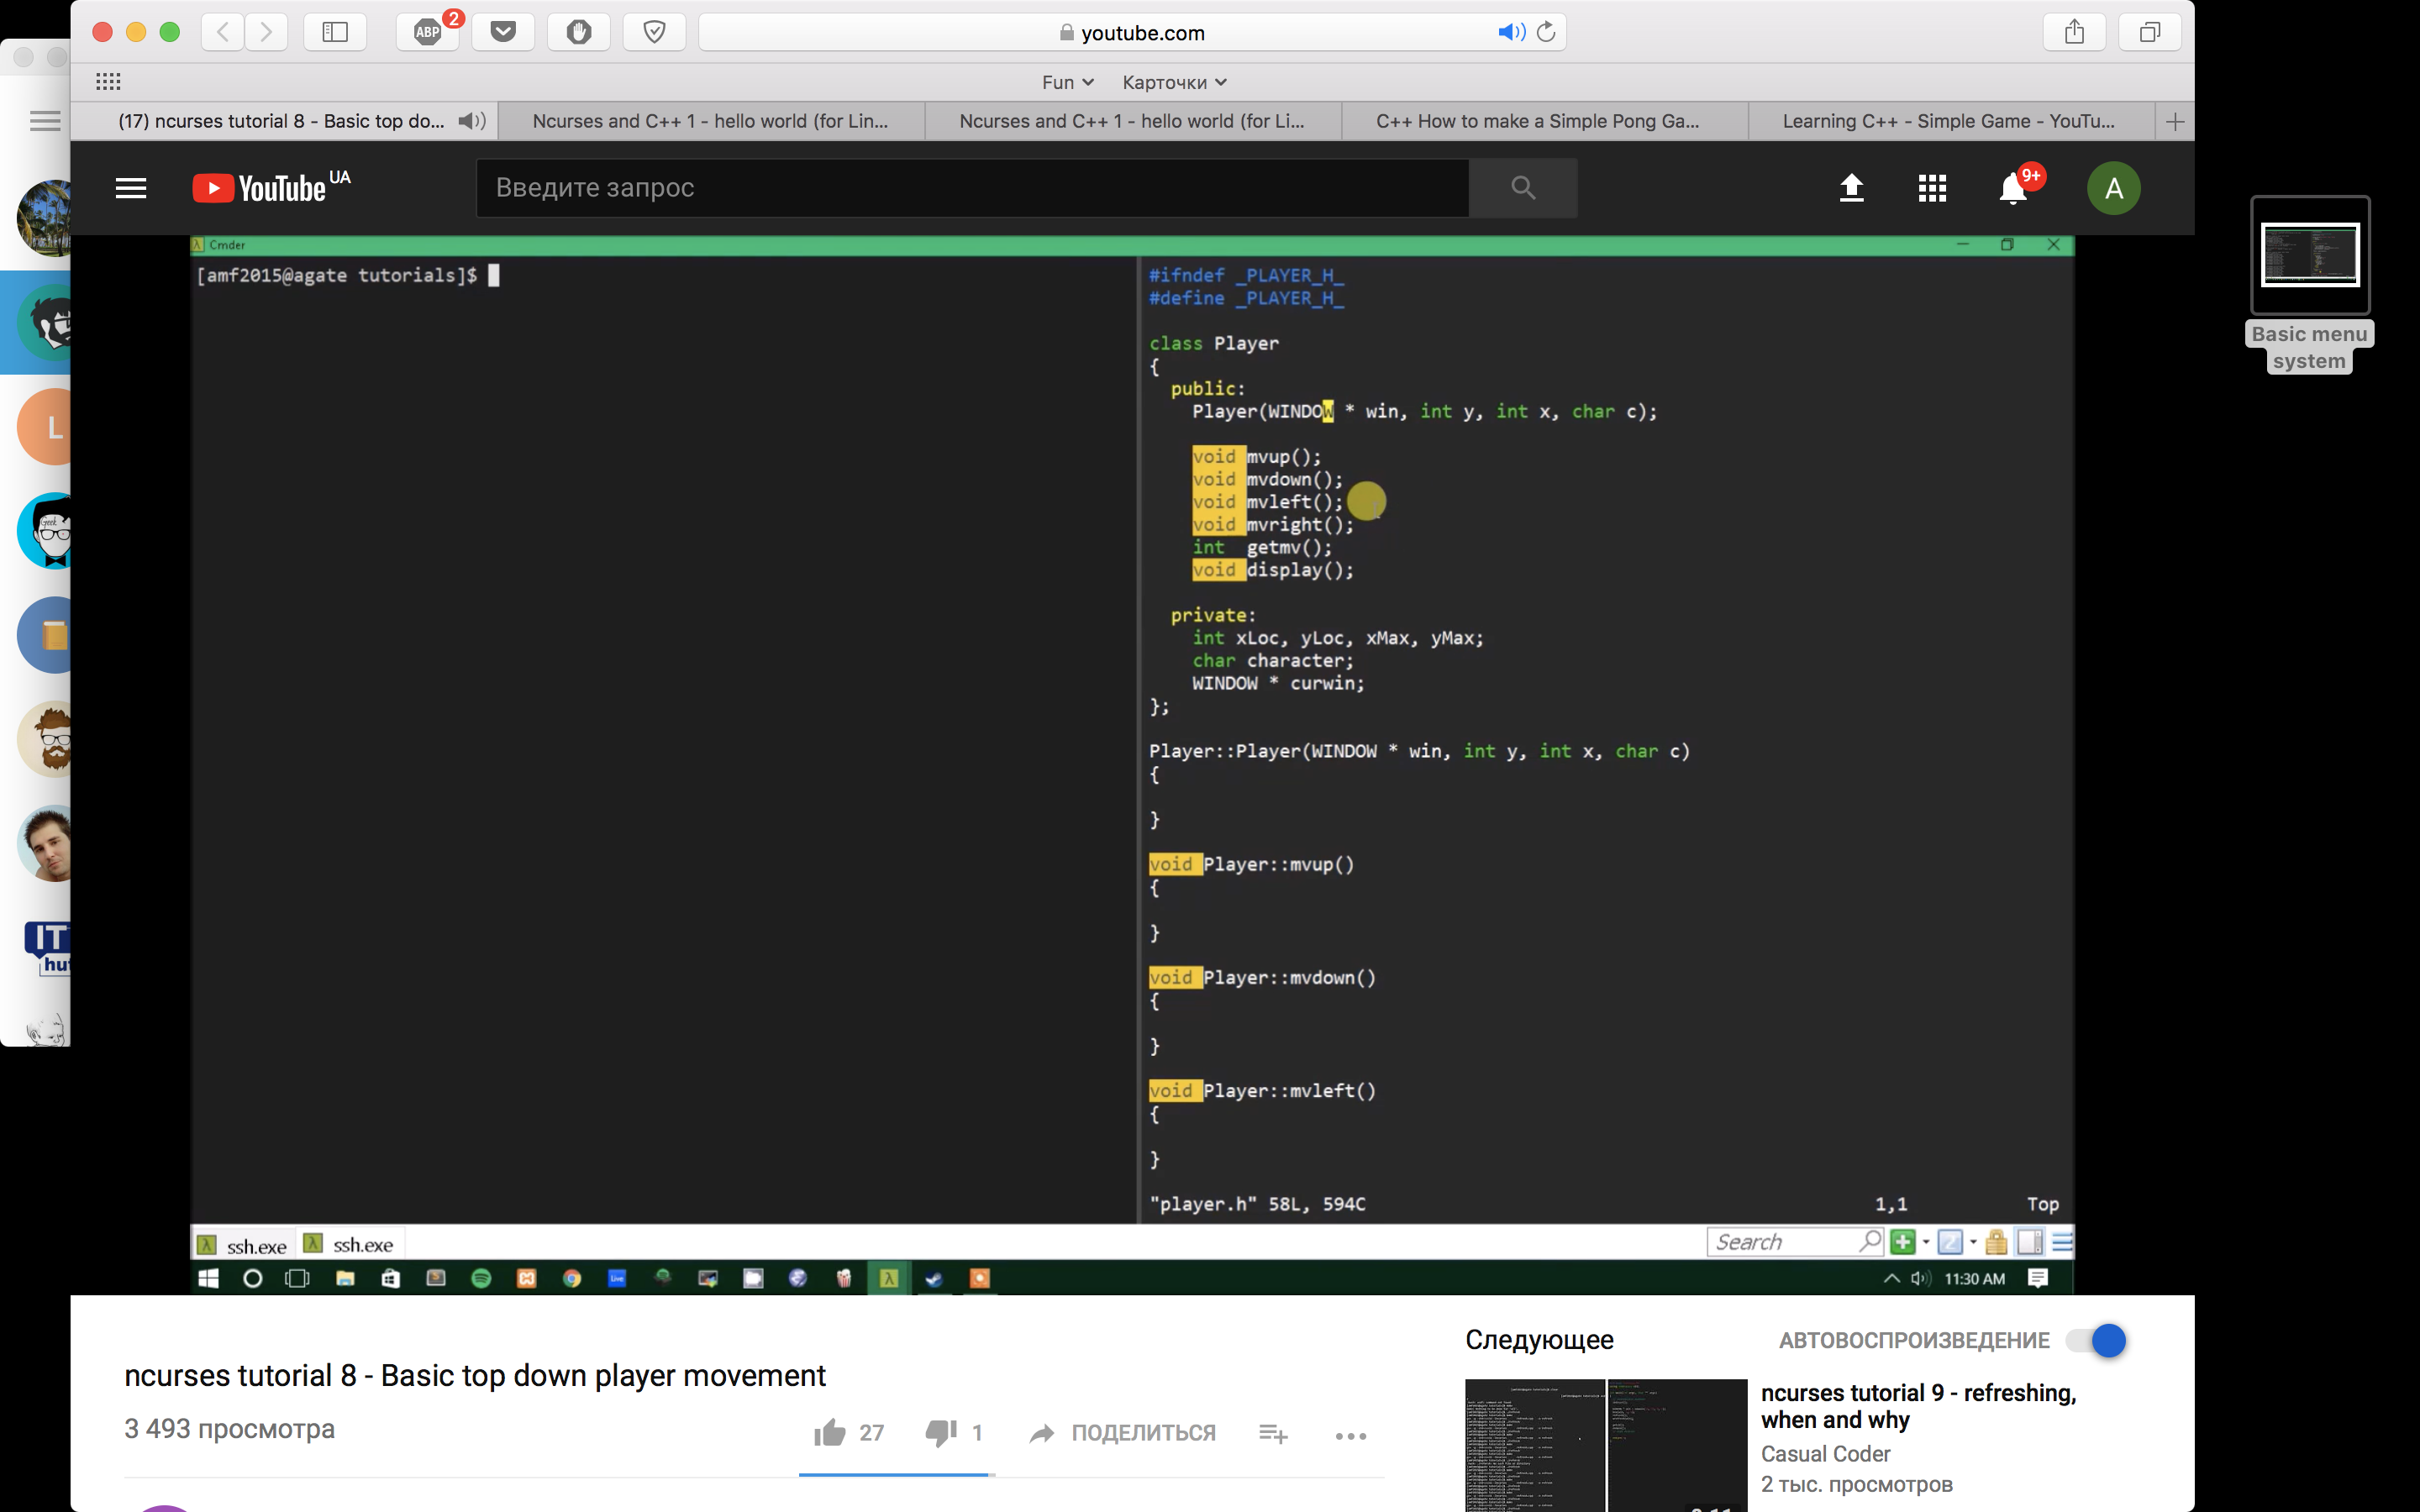 ABP
2
youtube.com
Fun
Карточки
(17) ncurses tutorial 8 - Basic top do...
Ncurses and C++ 1 - hello world (for Lin...
Ncurses and C++ 1 - hello world (for Li...
C++ How to make a Simple Pong Ga...
Learning C++ - Simple Game - YouTu...
YouTube UA
Введите запрос
9+
A
Basic menu
system
L
Geek
IT
hu
λ Cmder
[amf2015@agate tutorials]$
#ifndef _PLAYER_H_
#define _PLAYER_H_
class Player
{
public:
Player(WINDOW * win, int y, int x, char c);
void mvup();
void mvdown();
void mvleft();
void mvright();
int getmv();
void display();
private:
int xLoc, yLoc, xMax, yMax;
char character;
WINDOW * curwin;
};
Player::Player(WINDOW * win, int y, int x, char c)
{
}
void Player::mvup()
{
}
void Player::mvdown()
{
}
void Player::mvleft()
{
}
"player.h" 58L, 594C
1,1
Top
λ ssh.exe
λ ssh.exe
Search
Live
λ
11:30 AM
ncurses tutorial 8 - Basic top down player movement
3 493 просмотра
27
1
ПОДЕЛИТЬСЯ
Следующее
АВТОВОСПРОИЗВЕДЕНИЕ
ncurses tutorial 9 - refreshing,
when and why
Casual Coder
2 тыс. просмотров